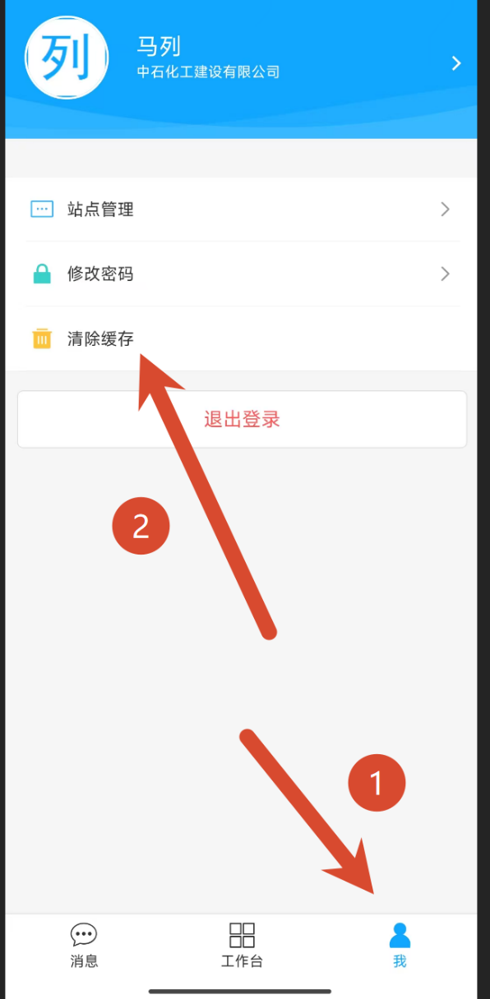 列
马列
中石化工建设有限公司
站点管理
修改密码
清除缓存
退出登录
2
1
消息
工作台
我